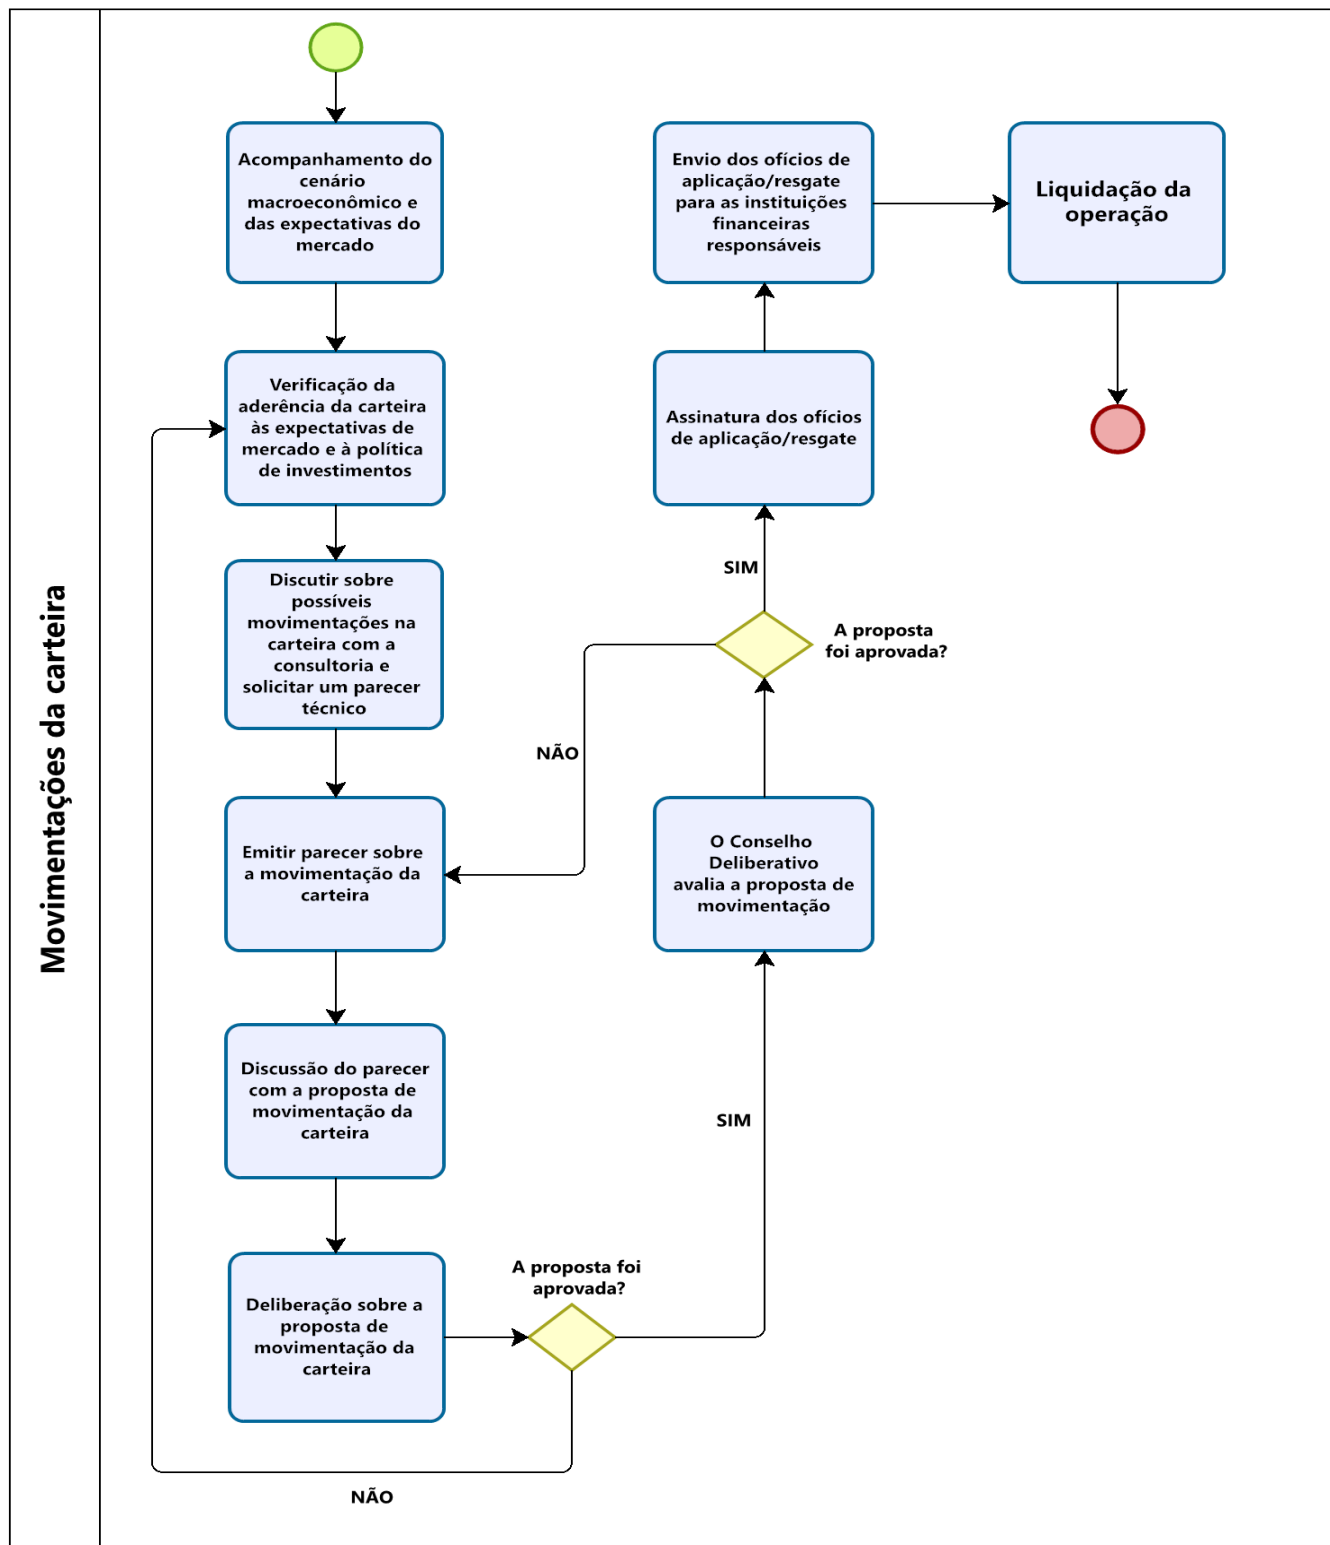 Movimentações da carteira
Acompanhamento do
cenário
macroeconômico e
das expectativas do
mercado
Verificação da
aderência da carteira
às expectativas de
mercado e à política
de investimentos
Discutir sobre
possíveis
movimentações na
carteira com a
consultoria e
solicitar um parecer
técnico
Emitir parecer sobre
a movimentação da
carteira
Discussão do parecer
com a proposta de
movimentação da
carteira
Deliberação sobre a
proposta de
movimentação da
carteira
A proposta foi
aprovada?
NÃO
SIM
O Conselho
Deliberativo
avalia a proposta de
movimentação
A proposta
foi aprovada?
NÃO
SIM
Assinatura dos ofícios
de aplicação/resgate
Envio dos ofícios de
aplicação/resgate
para as instituições
financeiras
responsáveis
Liquidação da
operação